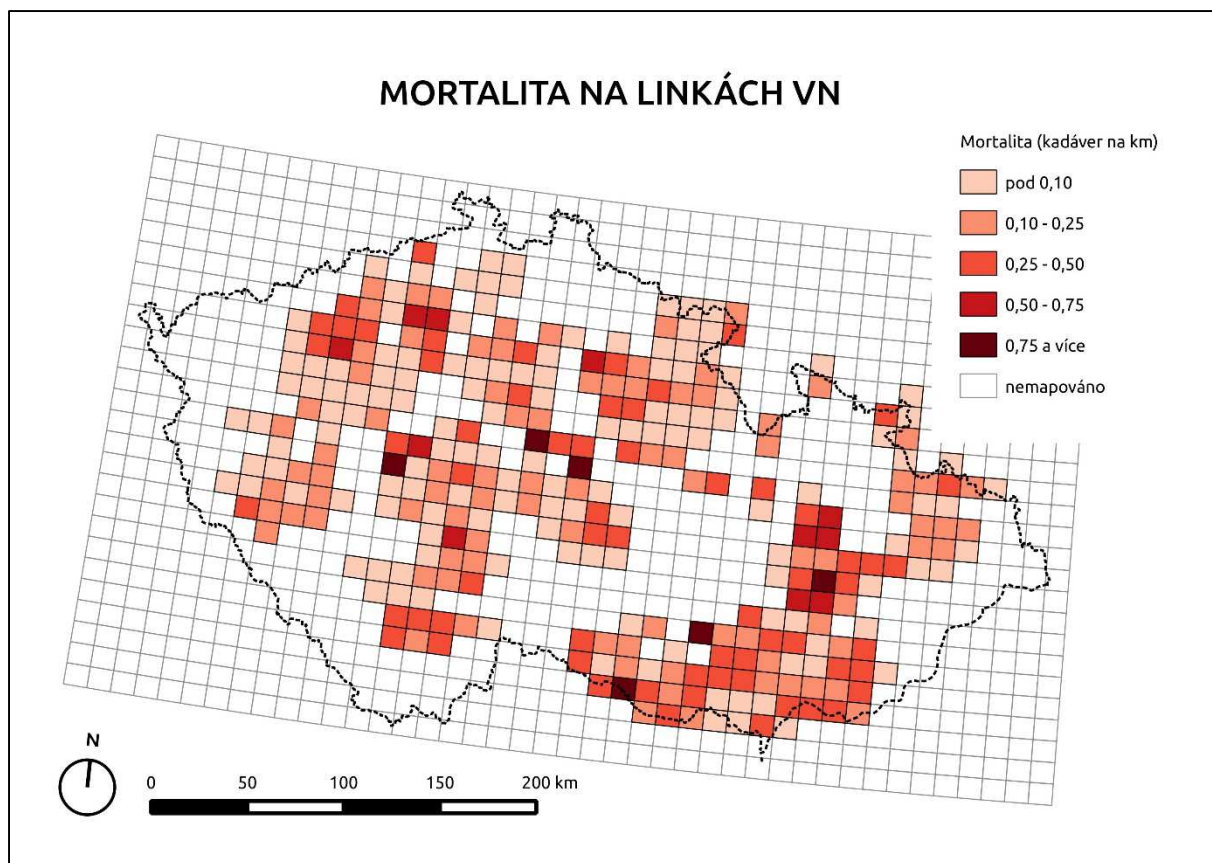 MORTALITA NA LINKÁCH VN
Mortalita (kadáver na km)
pod 0,10
0,10 - 0,25
0,25 - 0,50
0,50 - 0,75
0,75 a více
nemapováno
N
0 50 100 150 200 km